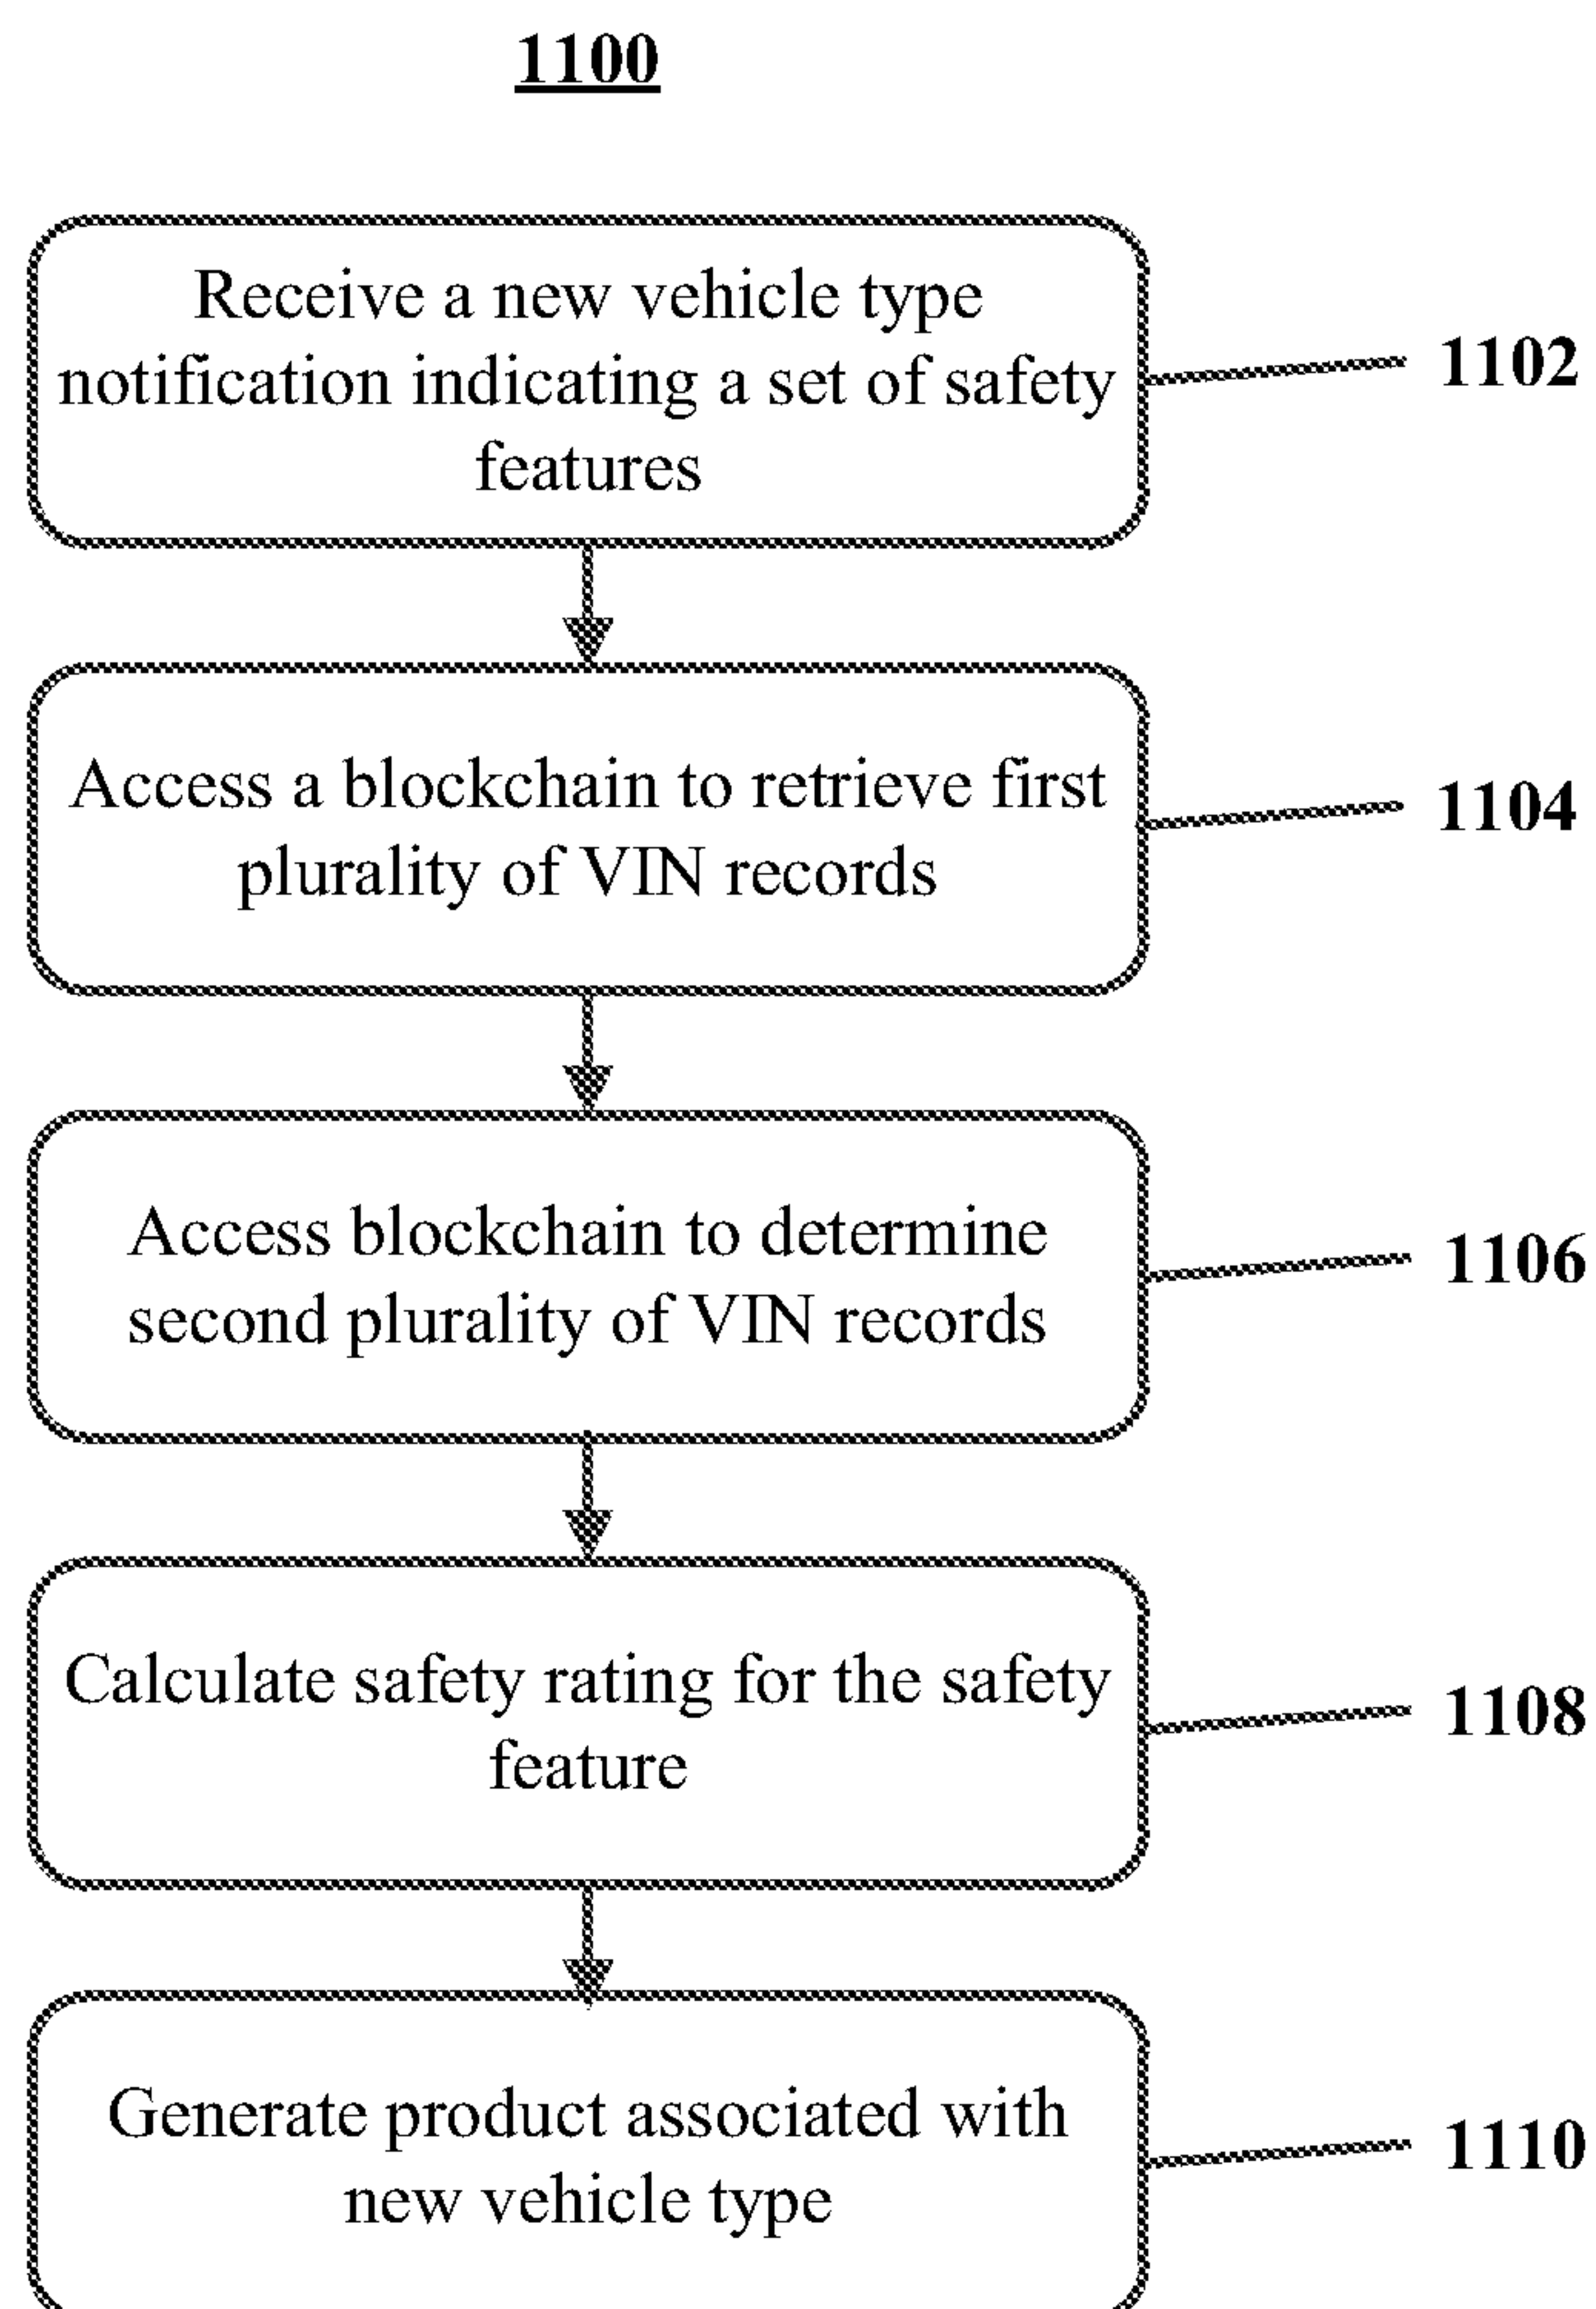 1100
Receive a new vehicle type
notification indicating a set of safety
features
1102
Access a blockchain to retrieve first
plurality of VIN records
1104
Access blockchain to determine
second plurality of VIN records
1106
Calculate safety rating for the safety
feature
1108
Generate product associated with
new vehicle type
1110